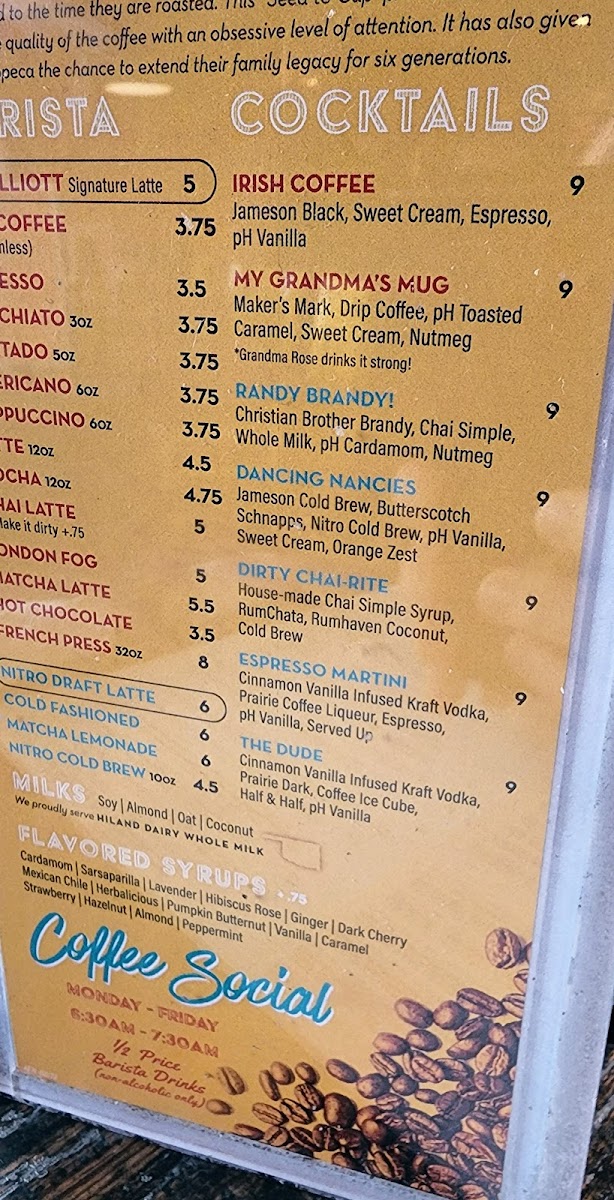 to the time they are roasted. This "Seed to Cup"
quality of the coffee with an obsessive level of attention. It has also given
peca the chance to extend their family legacy for six generations.
RISTA
LLIOTT Signature Latte 5
COFFEE 3.75
nless)
ESSO 3.5
CHIATO 3OZ 3.75
TADO 5OZ 3.75
ERICANO 6OZ 3.75
PPUCCINO 6OZ 3.75
TTE 12OZ 4.5
OCHA 12OZ 4.75
HAI LATTE 5
Make it dirty +.75
ONDON FOG 5
MATCHA LATTE 5.5
HOT CHOCOLATE 3.5
FRENCH PRESS 32OZ 8
NITRO DRAFT LATTE 6
COLD FASHIONED 6
MATCHA LEMONADE 6
NITRO COLD BREW 10OZ 4.5
MILKS Soy | Almond | Oat | Coconut
We proudly serve HILAND DAIRY WHOLE MILK
FLAVORED SYRUPS +.75
Cardamom | Sarsaparilla | Lavender | Hibiscus Rose | Ginger | Dark Cherry
Mexican Chile | Herbalicious | Pumpkin Butternut | Vanilla | Caramel
Strawberry | Hazelnut | Almond | Peppermint
COCKTAILS
IRISH COFFEE 9
Jameson Black, Sweet Cream, Espresso,
pH Vanilla
MY GRANDMA'S MUG 9
Maker's Mark, Drip Coffee, pH Toasted
Caramel, Sweet Cream, Nutmeg
*Grandma Rose drinks it strong!
RANDY BRANDY! 9
Christian Brother Brandy, Chai Simple,
Whole Milk, pH Cardamom, Nutmeg
DANCING NANCIES 9
Jameson Cold Brew, Butterscotch
Schnapps, Nitro Cold Brew, pH Vanilla,
Sweet Cream, Orange Zest
DIRTY CHAI-RITE 9
House-made Chai Simple Syrup,
RumChata, Rumhaven Coconut,
Cold Brew
ESPRESSO MARTINI 9
Cinnamon Vanilla Infused Kraft Vodka,
Prairie Coffee Liqueur, Espresso,
pH Vanilla, Served Up
THE DUDE 9
Cinnamon Vanilla Infused Kraft Vodka,
Prairie Dark, Coffee Ice Cube,
Half & Half, pH Vanilla
Coffee Social
MONDAY - FRIDAY
6:30AM - 7:30AM
1/2 Price
Barista Drinks
(non-alcoholic only)